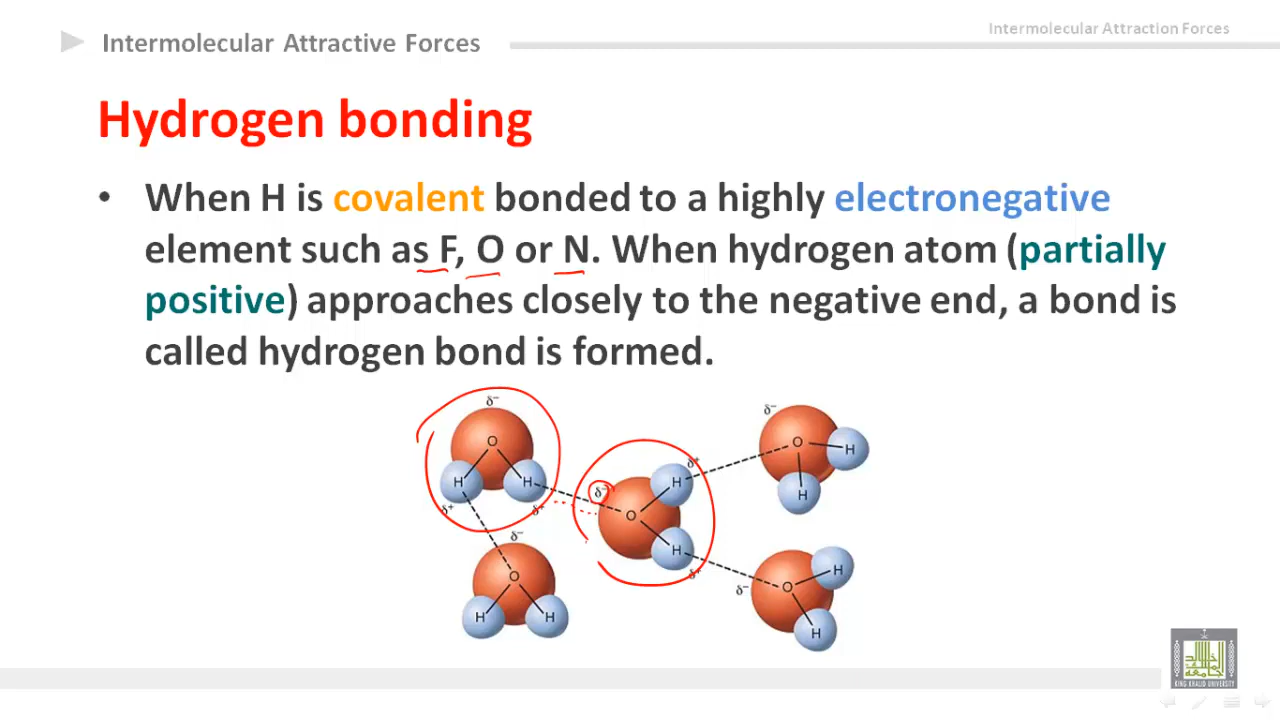 Intermolecular Attractive Forces
Intermolecular Attraction Forces
Hydrogen bonding
• When H is covalent bonded to a highly electronegative
element such as F, O or N. When hydrogen atom (partially
positive) approaches closely to the negative end, a bond is
called hydrogen bond is formed.
δ⁻
O
H H
δ⁺ δ⁺
δ⁻
O
H H
δ⁻
O
H
δ⁺
H
δ⁺
δ⁻
O H
H
δ⁻
O H
H
KING KHALID UNIVERSITY